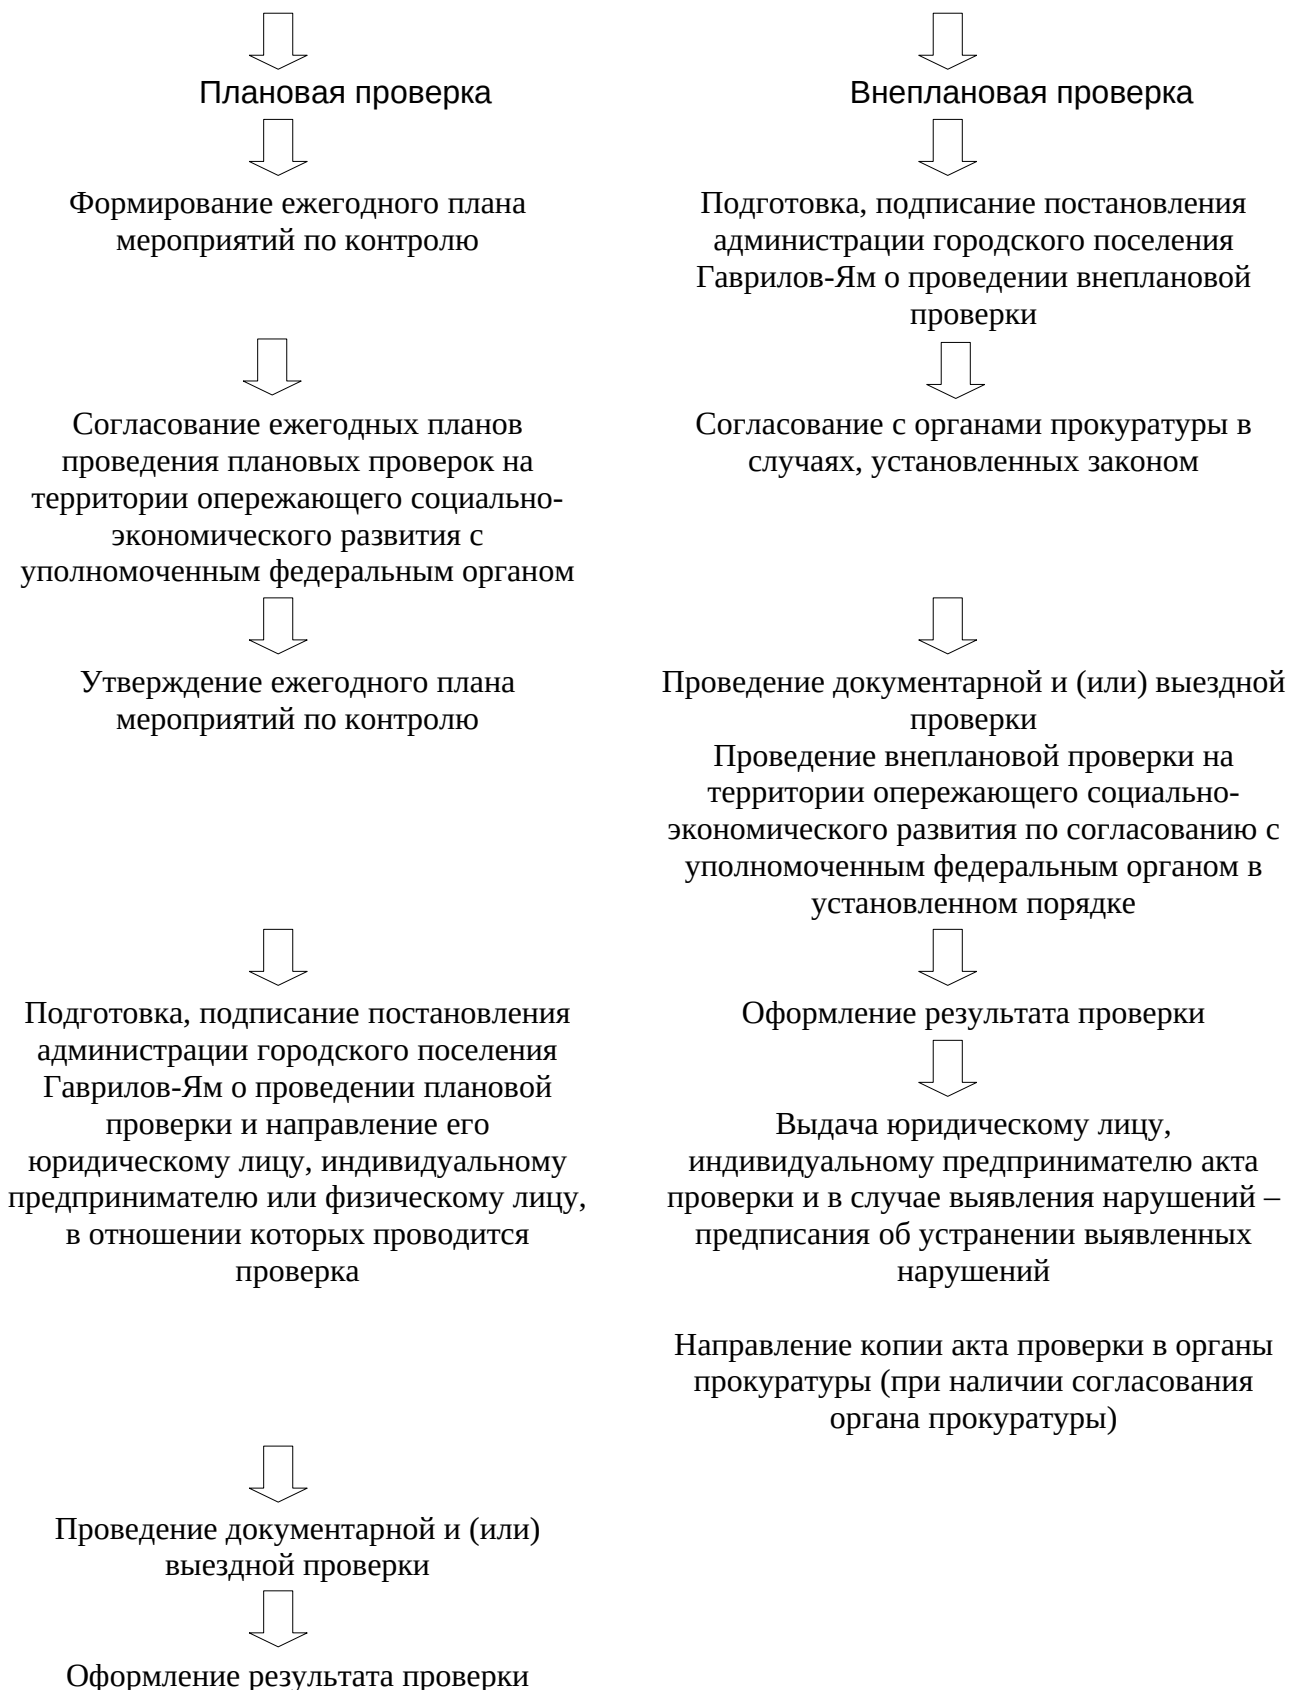 Плановая проверка
Формирование ежегодного плана
мероприятий по контролю
Согласование ежегодных планов
проведения плановых проверок на
территории опережающего социально-
экономического развития с
уполномоченным федеральным органом
Утверждение ежегодного плана
мероприятий по контролю
Подготовка, подписание постановления
администрации городского поселения
Гаврилов-Ям о проведении плановой
проверки и направление его
юридическому лицу, индивидуальному
предпринимателю или физическому лицу,
в отношении которых проводится
проверка
Проведение документарной и (или)
выездной проверки
Оформление результата проверки
Внеплановая проверка
Подготовка, подписание постановления
администрации городского поселения
Гаврилов-Ям о проведении внеплановой
проверки
Согласование с органами прокуратуры в
случаях, установленных законом
Проведение документарной и (или) выездной
проверки
Проведение внеплановой проверки на
территории опережающего социально-
экономического развития по согласованию с
уполномоченным федеральным органом в
установленном порядке
Оформление результата проверки
Выдача юридическому лицу,
индивидуальному предпринимателю акта
проверки и в случае выявления нарушений –
предписания об устранении выявленных
нарушений
Направление копии акта проверки в органы
прокуратуры (при наличии согласования
органа прокуратуры)